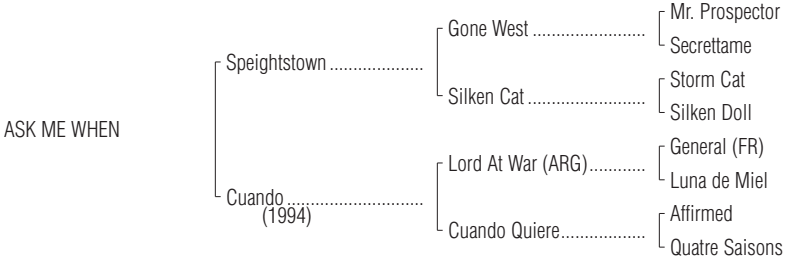 Mr. Prospector
Gone West ........................
Secrettame
Speightstown ....................
Storm Cat
Silken Cat .........................
Silken Doll
ASK ME WHEN
General (FR)
Lord At War (ARG)............
Luna de Miel
Cuando .............................
(1994)
Affirmed
Cuando Quiere..................
Quatre Saisons